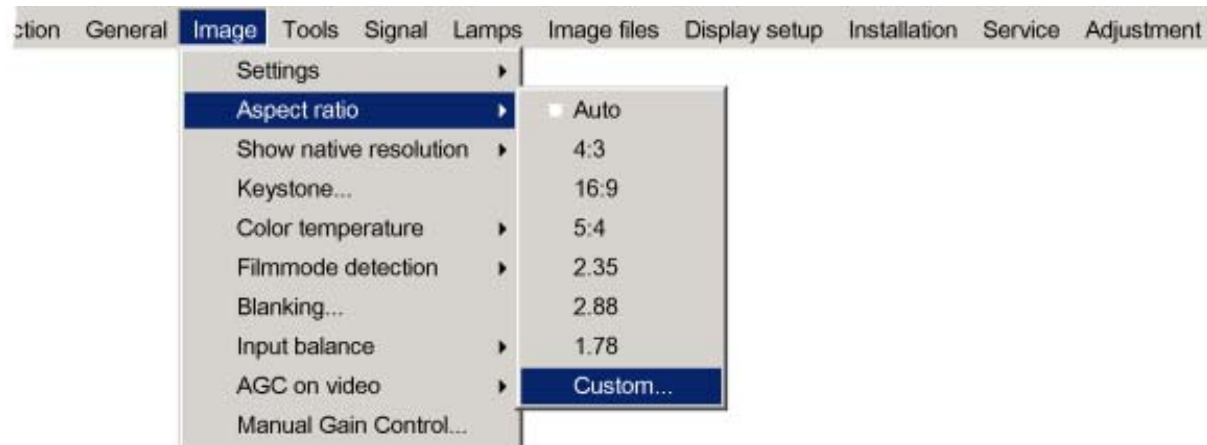 ction General Image Tools Signal Lamps Image files Display setup Installation Service Adjustment
Settings
Aspect ratio
Auto
Show native resolution
4:3
Keystone...
16:9
Color temperature
5:4
Filmmode detection
2.35
Blanking...
2.88
Input balance
1.78
AGC on video
Custom...
Manual Gain Control...